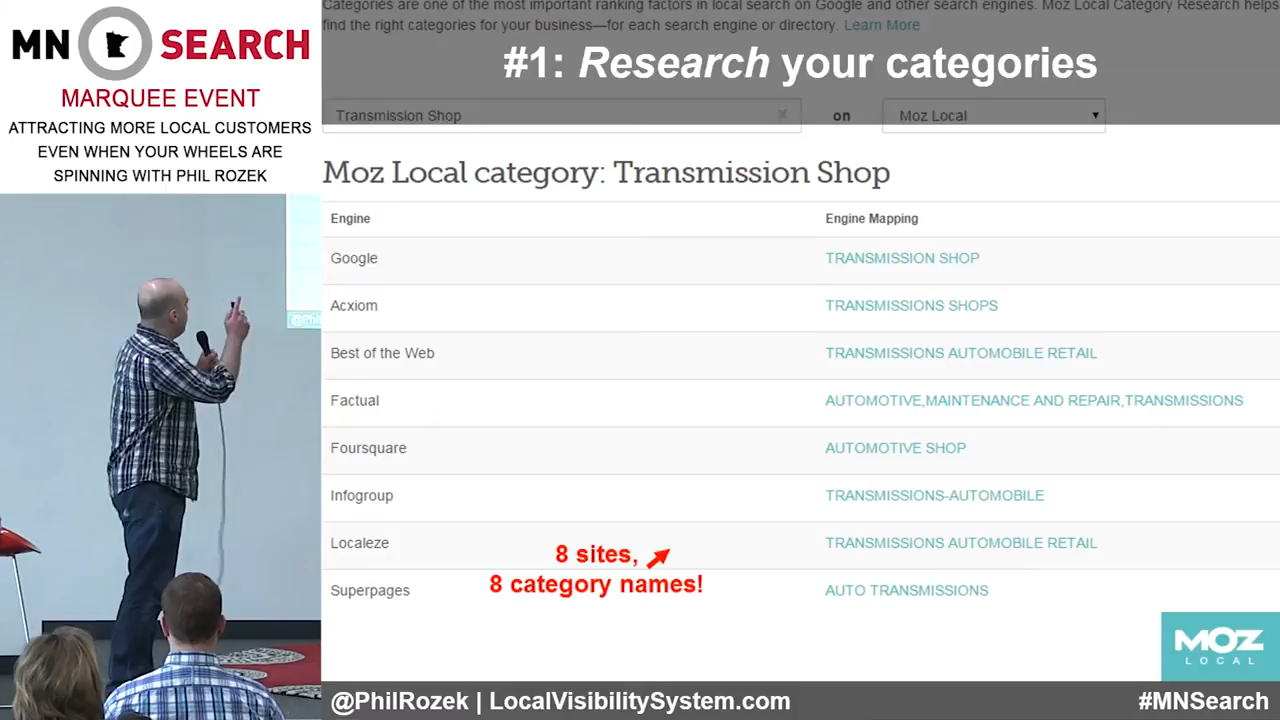 MN SEARCH
MARQUEE EVENT
ATTRACTING MORE LOCAL CUSTOMERS
EVEN WHEN YOUR WHEELS ARE
SPINNING WITH PHIL ROZEK
Categories are one of the most important ranking factors in local search on Google and other search engines. Moz Local Category Research helps
find the right categories for your business—for each search engine or directory. Learn More
#1: Research your categories
Transmission Shop × on Moz Local
Moz Local category: Transmission Shop
Engine Engine Mapping
Google TRANSMISSION SHOP
Acxiom TRANSMISSIONS SHOPS
Best of the Web TRANSMISSIONS AUTOMOBILE RETAIL
Factual AUTOMOTIVE,MAINTENANCE AND REPAIR,TRANSMISSIONS
Foursquare AUTOMOTIVE SHOP
Infogroup TRANSMISSIONS-AUTOMOBILE
Localeze TRANSMISSIONS AUTOMOBILE RETAIL
8 sites,
8 category names!
Superpages AUTO TRANSMISSIONS
MOZ
LOCAL
@PhilRozek | LocalVisibilitySystem.com
#MNSearch
@Phil